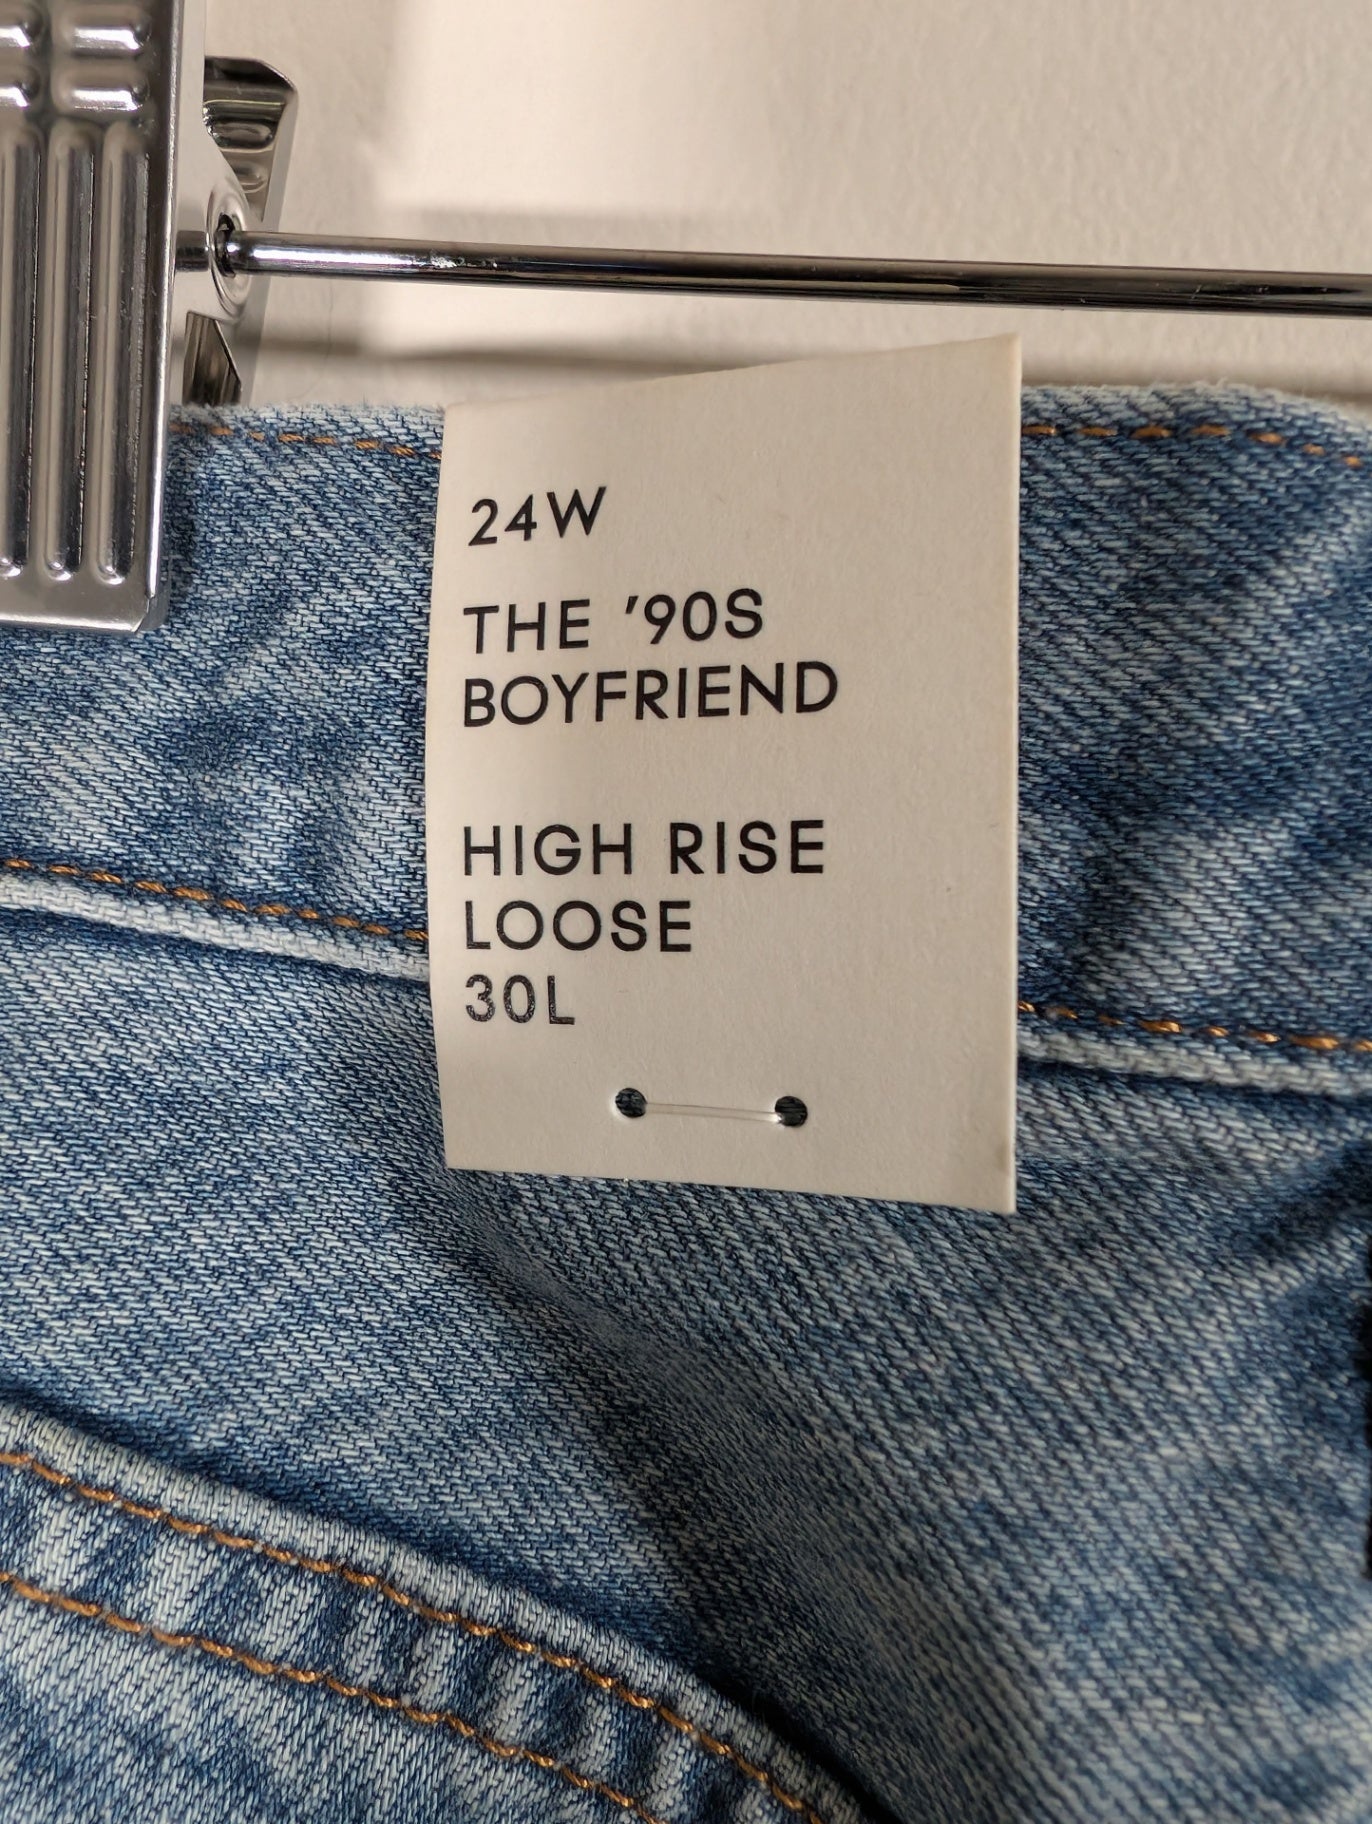 24W
THE '90S
BOYFRIEND
HIGH RISE
LOOSE
30L